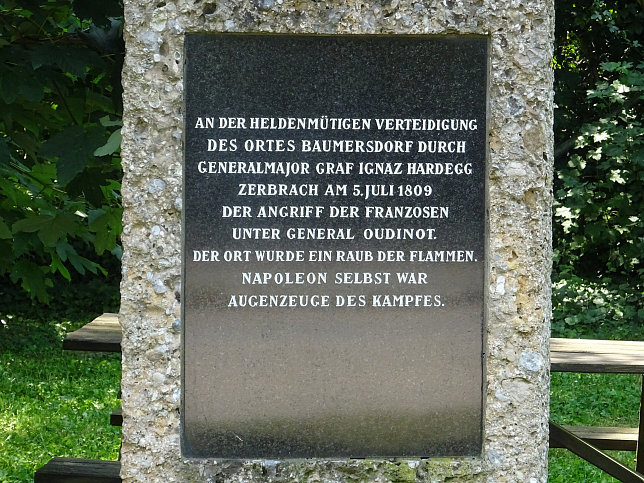 AN DER HELDENMÜTIGEN VERTEIDIGUNG
DES ORTES BAUMERSDORF DURCH
GENERALMAJOR GRAF IGNAZ HARDEGG
ZERBRACH AM 5. JULI 1809
DER ANGRIFF DER FRANZOSEN
UNTER GENERAL OUDINOT.
DER ORT WURDE EIN RAUB DER FLAMMEN.
NAPOLEON SELBST WAR
AUGENZEUGE DES KAMPFES.